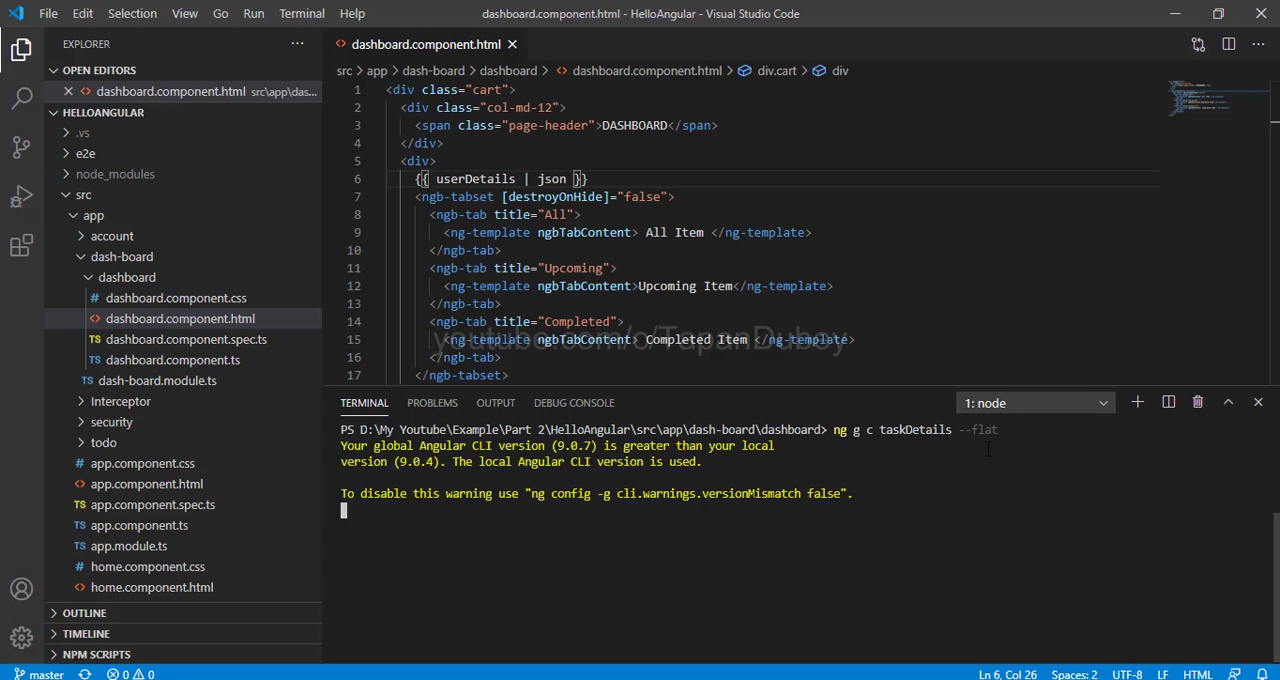 File Edit Selection View Go Run Terminal Help
dashboard.component.html - HelloAngular - Visual Studio Code
EXPLORER
OPEN EDITORS
dashboard.component.html src\app\das...
HELLOANGULAR
.vs
e2e
node_modules
src
app
account
dash-board
dashboard
dashboard.component.css
dashboard.component.html
dashboard.component.spec.ts
dashboard.component.ts
dash-board.module.ts
Interceptor
security
todo
app.component.css
app.component.html
app.component.spec.ts
app.component.ts
app.module.ts
home.component.css
home.component.html
OUTLINE
TIMELINE
NPM SCRIPTS
dashboard.component.html
src > app > dash-board > dashboard > dashboard.component.html > div.cart > div
1 <div class="cart">
2 <div class="col-md-12">
3 <span class="page-header">DASHBOARD</span>
4 </div>
5 <div>
6 {{ userDetails | json }}
7 <ngb-tabset [destroyOnHide]="false">
8 <ngb-tab title="All">
9 <ng-template ngbTabContent> All Item </ng-template>
10 </ngb-tab>
11 <ngb-tab title="Upcoming">
12 <ng-template ngbTabContent>Upcoming Item</ng-template>
13 </ngb-tab>
14 <ngb-tab title="Completed">
youtube.com/c/TapanDubey
15 <ng-template ngbTabContent> Completed Item </ng-template>
16 </ngb-tab>
17 </ngb-tabset>
TERMINAL PROBLEMS OUTPUT DEBUG CONSOLE
1: node
PS D:\My Youtube\Example\Part 2\HelloAngular\src\app\dash-board\dashboard> ng g c taskDetails --flat
Your global Angular CLI version (9.0.7) is greater than your local
version (9.0.4). The local Angular CLI version is used.
To disable this warning use "ng config -g cli.warnings.versionMismatch false".
master 0 0
Ln 6, Col 26 Spaces: 2 UTF-8 LF HTML